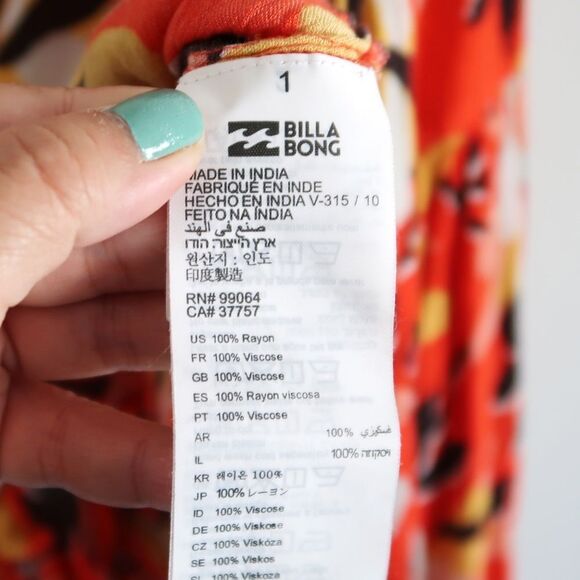 1
BILLA
BONG
MADE IN INDIA
FABRIQUÉ EN INDE
HECHO EN INDIA V-315 / 10
FEITO NA ÍNDIA
صنع في الهند
ארץ הייצור: הודו
원산지 : 인도
印度製造
RN# 99064
CA# 37757
US 100% Rayon
FR 100% Viscose
GB 100% Viscose
ES 100% Rayon viscosa
PT 100% Viscose
AR 100% فسكوزي
IL 100% ויסקוזה
KR 레이온 100%
JP 100% レーヨン
ID 100% Viscose
DE 100% Viskose
CZ 100% Viskóza
SE 100% Viskos